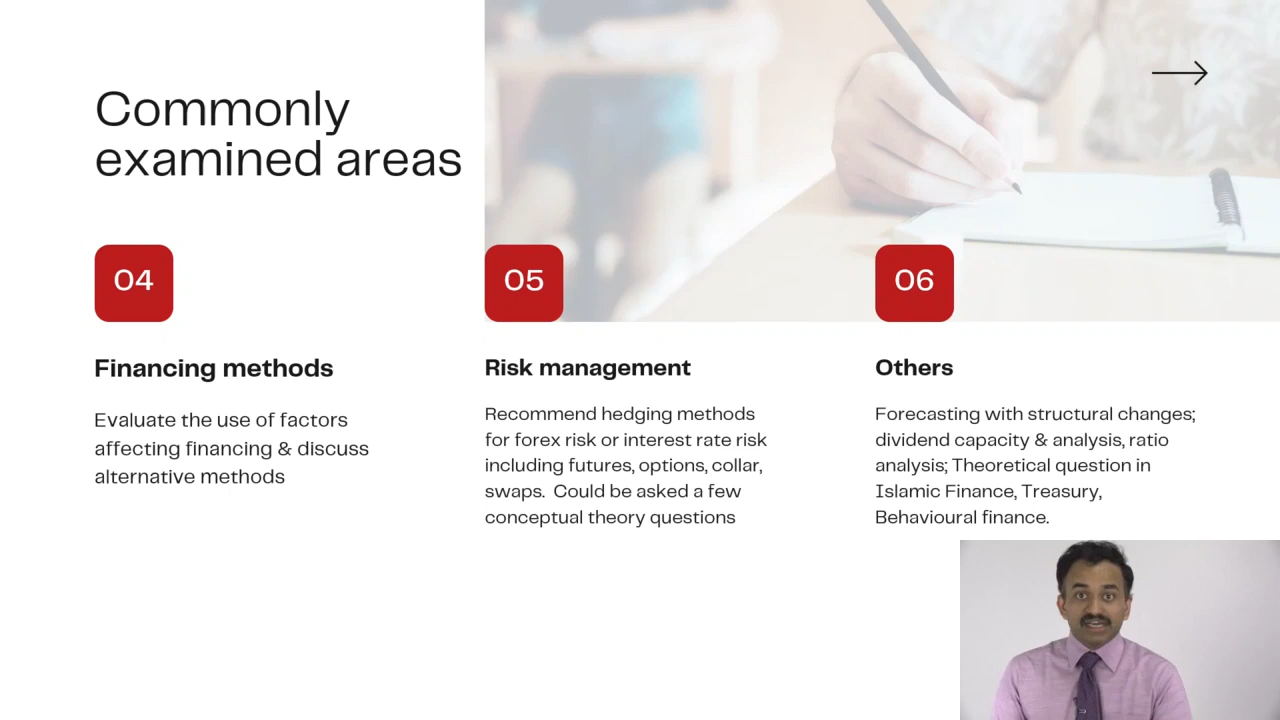 Commonly
examined areas
04
Financing methods
Evaluate the use of factors
affecting financing & discuss
alternative methods
05
Risk management
Recommend hedging methods
for forex risk or interest rate risk
including futures, options, collar,
swaps. Could be asked a few
conceptual theory questions
06
Others
Forecasting with structural changes;
dividend capacity & analysis, ratio
analysis; Theoretical question in
Islamic Finance, Treasury,
Behavioural finance.